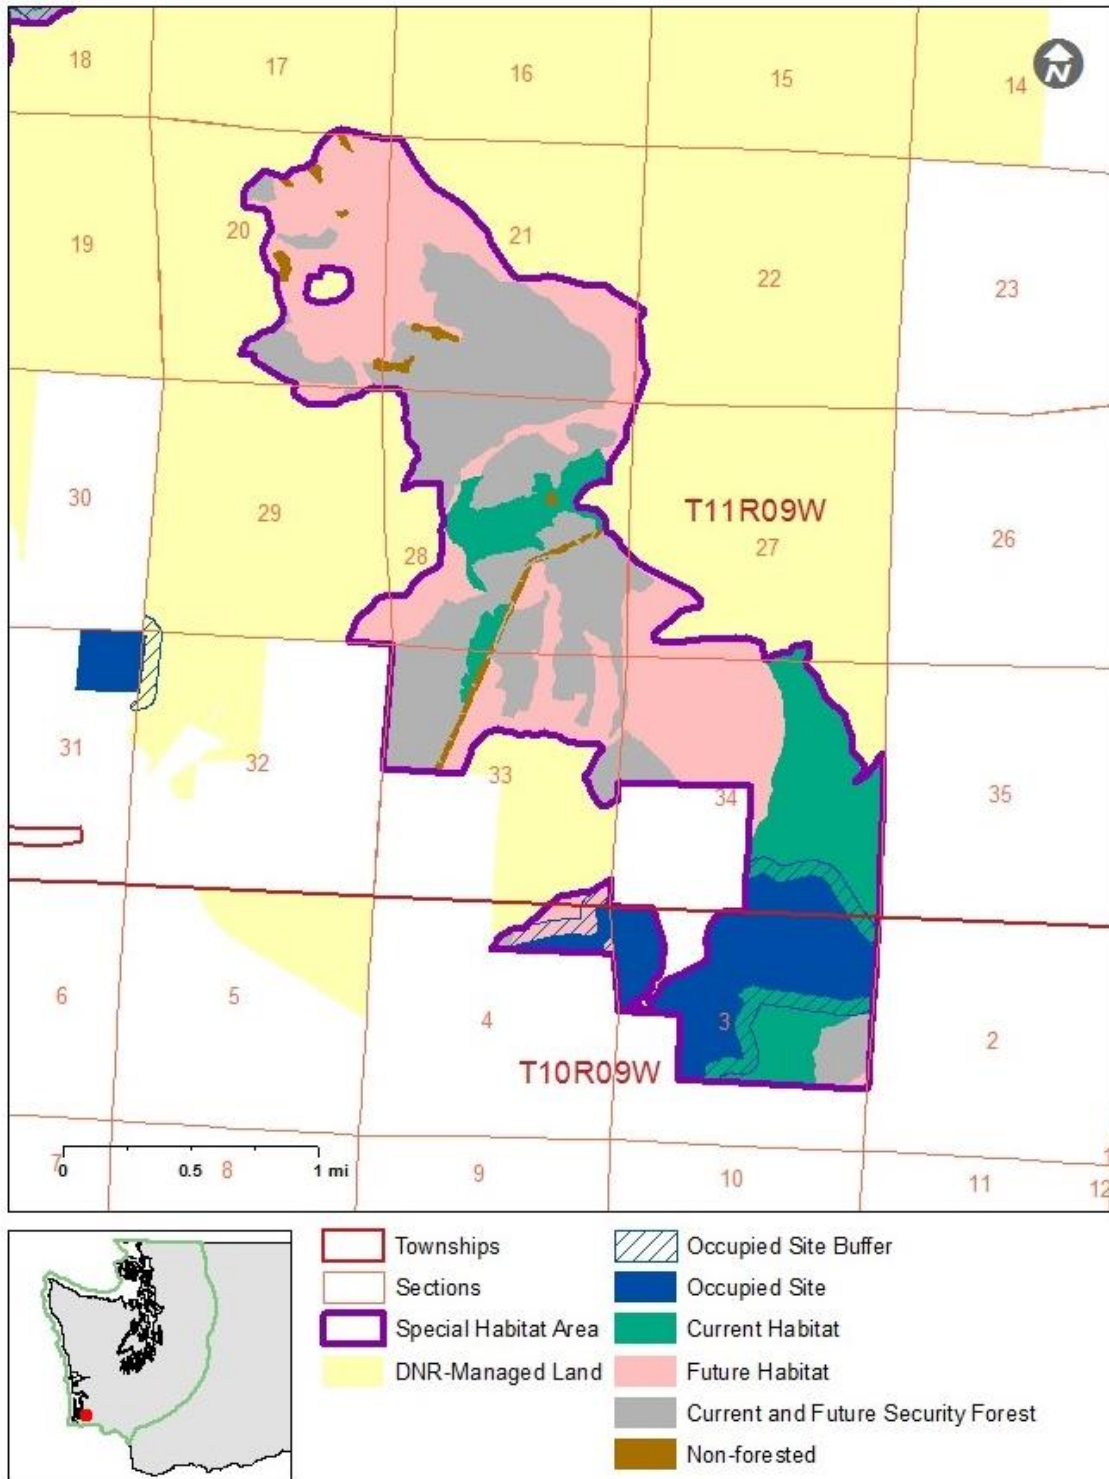 N
18 17 16 15 14
19 20 21 22 23
30 29 28 T11R09W 27 26
31 32 33 34 35
6 5 4 3 2
T10R09W
7 8 9 10 11 12
1
0 0.5 1 mi
Townships
Sections
Special Habitat Area
DNR-Managed Land
Occupied Site Buffer
Occupied Site
Current Habitat
Future Habitat
Current and Future Security Forest
Non-forested